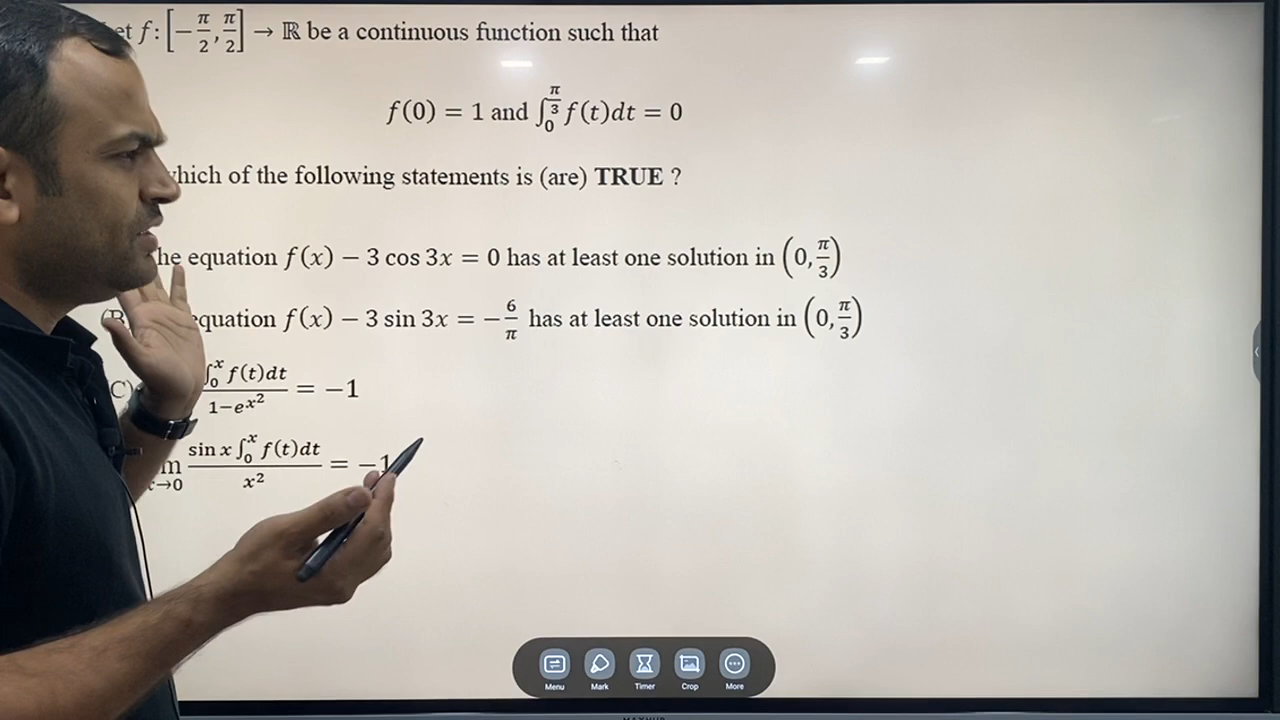 et f: [−π/2, π/2] → ℝ be a continuous function such that
f(0) = 1 and ∫₀^(π/3) f(t)dt = 0
hich of the following statements is (are) TRUE ?
he equation f(x) − 3 cos 3x = 0 has at least one solution in (0, π/3)
(B quation f(x) − 3 sin 3x = −6/π has at least one solution in (0, π/3)
C) ∫₀ˣ f(t)dt / 1−e^(x²) = −1
m x→0 sin x ∫₀ˣ f(t)dt / x² = −1
Menu Mark Timer Crop More